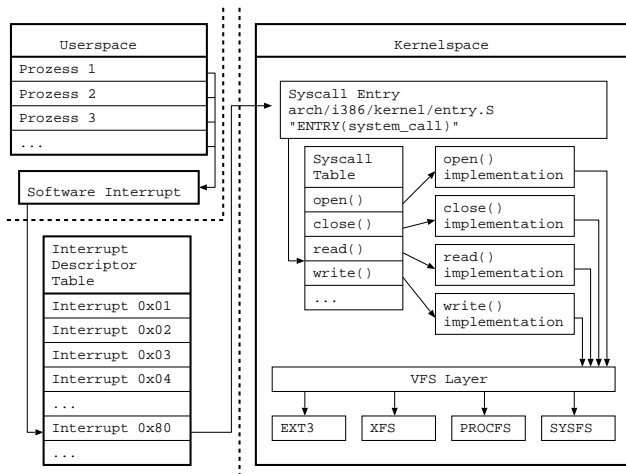 Userspace
Prozess 1
Prozess 2
Prozess 3
...
Software Interrupt
Interrupt
Descriptor
Table
Interrupt 0x01
Interrupt 0x02
Interrupt 0x03
Interrupt 0x04
...
Interrupt 0x80
...
Kernelspace
Syscall Entry
arch/i386/kernel/entry.S
"ENTRY(system_call)"
Syscall
Table
open()
close()
read()
write()
...
open()
implementation
close()
implementation
read()
implementation
write()
implementation
VFS Layer
EXT3
XFS
PROCFS
SYSFS